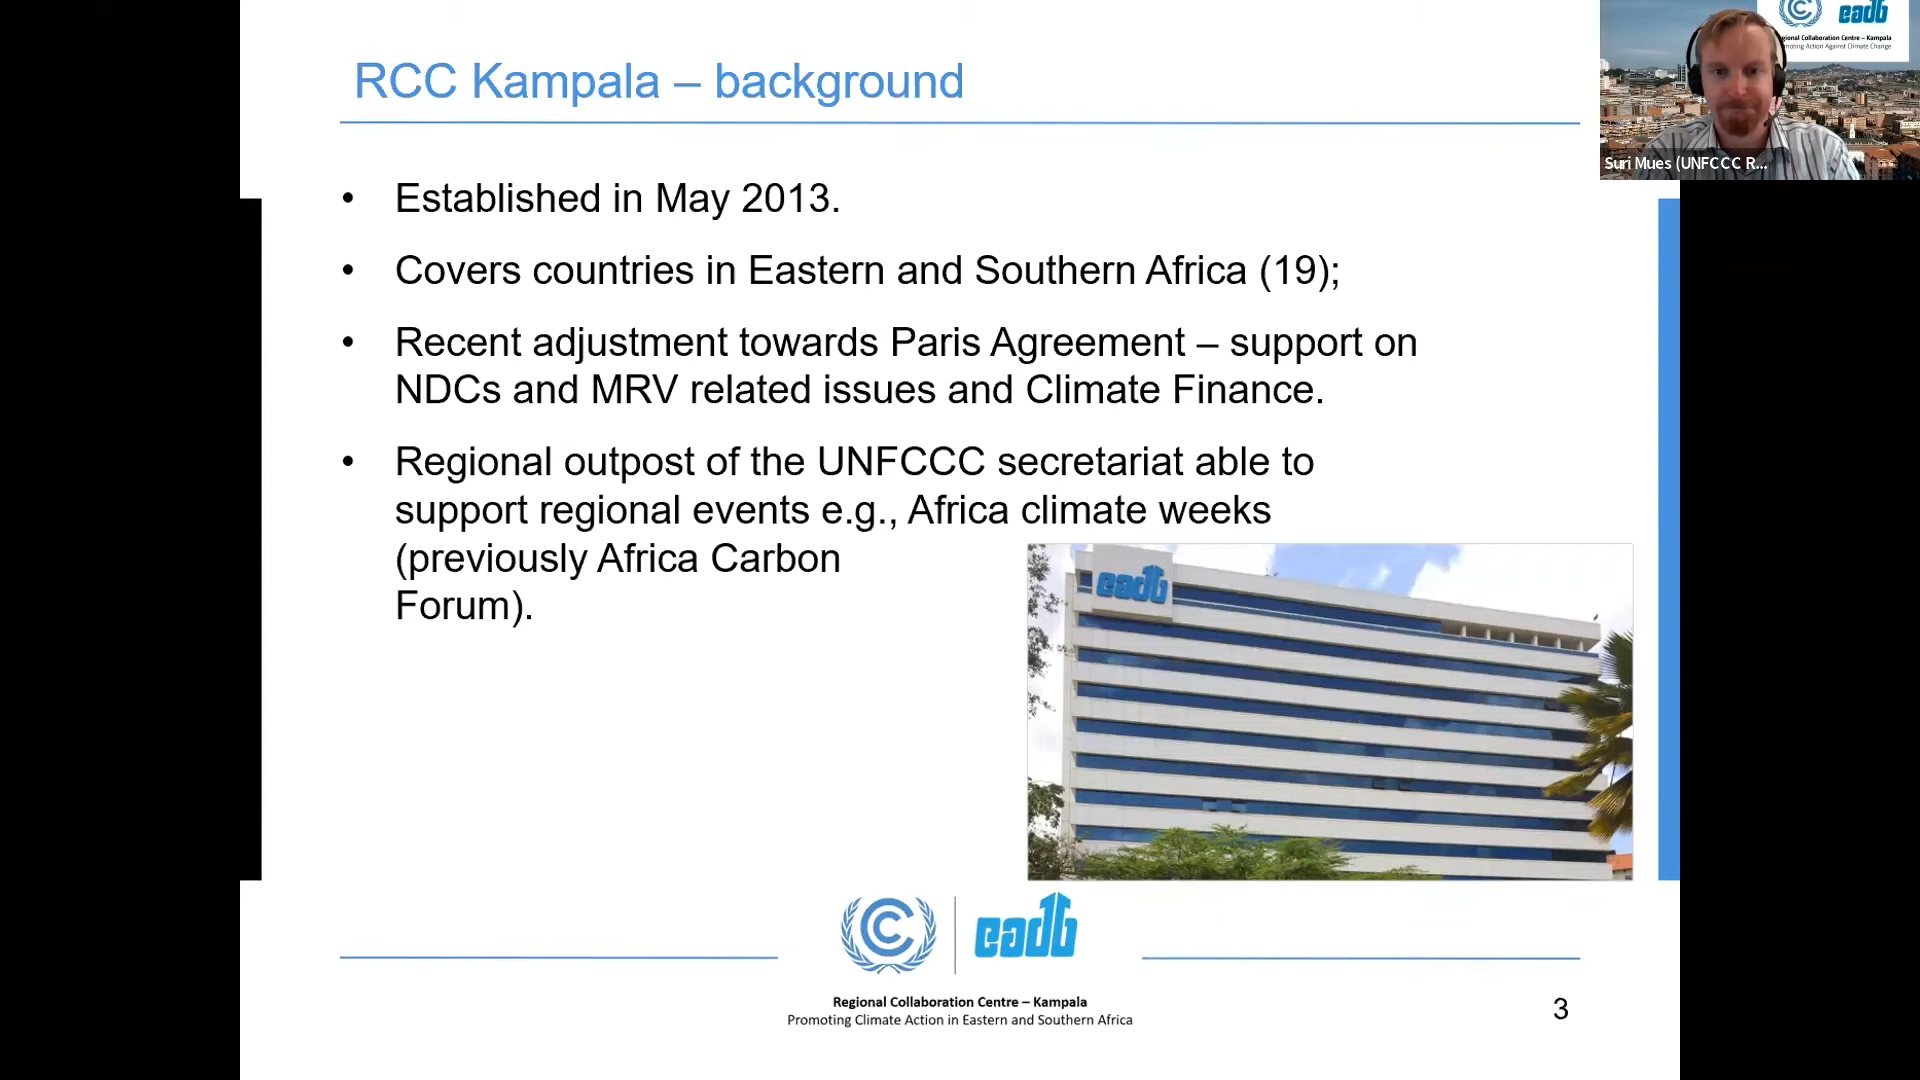 RCC Kampala – background
eadb
gional Collaboration Centre – Kampala
moting Action Against Climate Change
Suri Mues (UNFCCC R...
• Established in May 2013.
• Covers countries in Eastern and Southern Africa (19);
• Recent adjustment towards Paris Agreement – support on
NDCs and MRV related issues and Climate Finance.
• Regional outpost of the UNFCCC secretariat able to
support regional events e.g., Africa climate weeks
(previously Africa Carbon
Forum).
eadb
eadb
Regional Collaboration Centre – Kampala
Promoting Climate Action in Eastern and Southern Africa
3